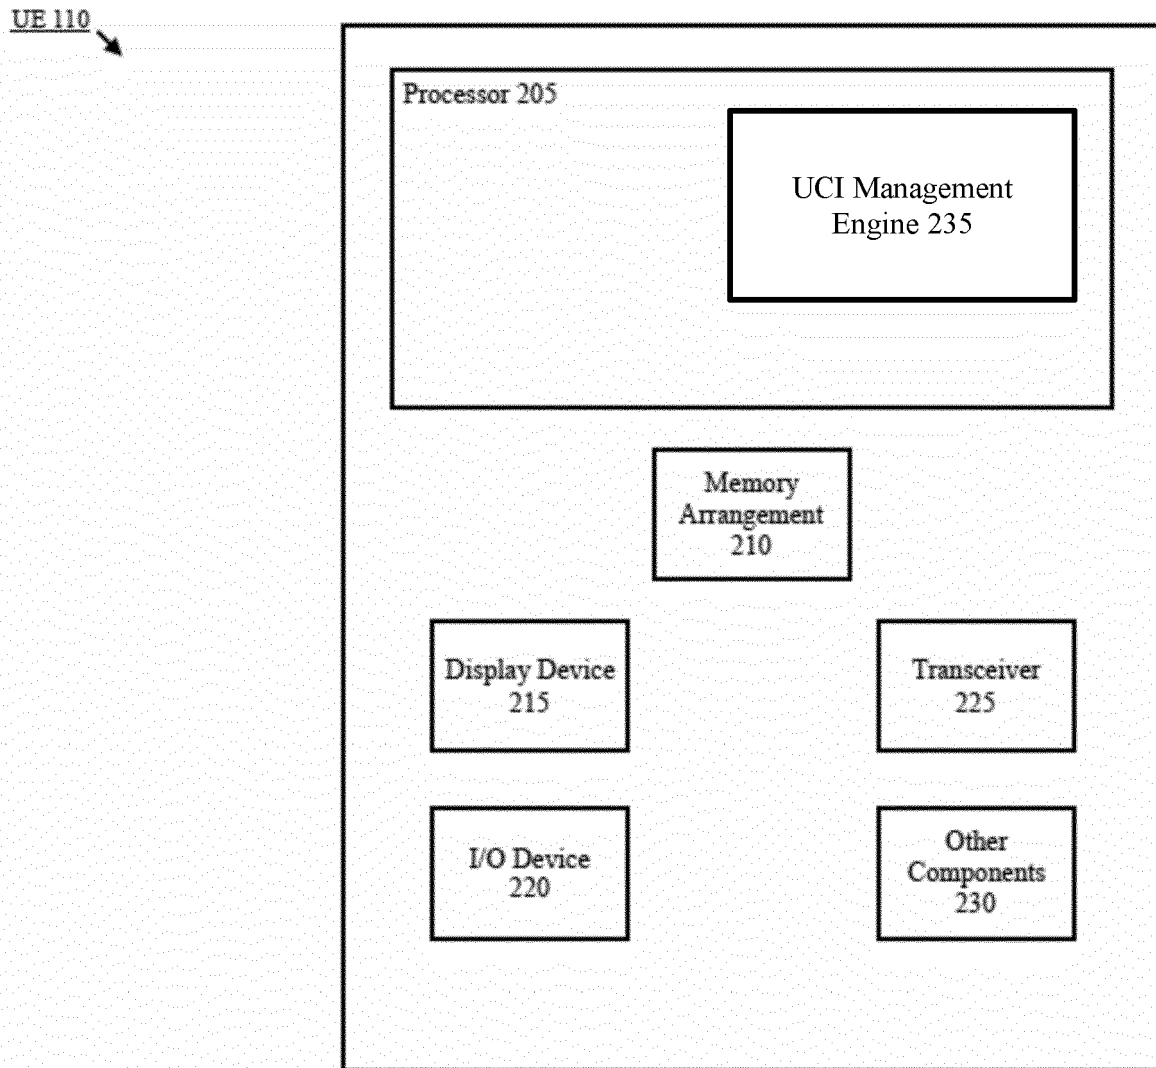 UE 110
Processor 205
UCI Management
Engine 235
Memory
Arrangement
210
Display Device
215
Transceiver
225
I/O Device
220
Other
Components
230